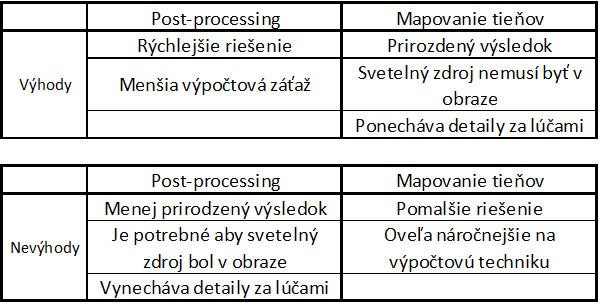 Post-processing Mapovanie tieňov
Výhody
Rýchlejšie riešenie Prirozdený výsledok
Menšia výpočtová záťaž Svetelný zdroj nemusí byť v
obraze
Ponecháva detaily za lúčami
Post-processing Mapovanie tieňov
Nevýhody
Menej prirodzený výsledok Pomalšie riešenie
Je potrebné aby svetelný Oveľa náročnejšie na
zdroj bol v obraze výpočtovú techniku
Vynecháva detaily za lúčami